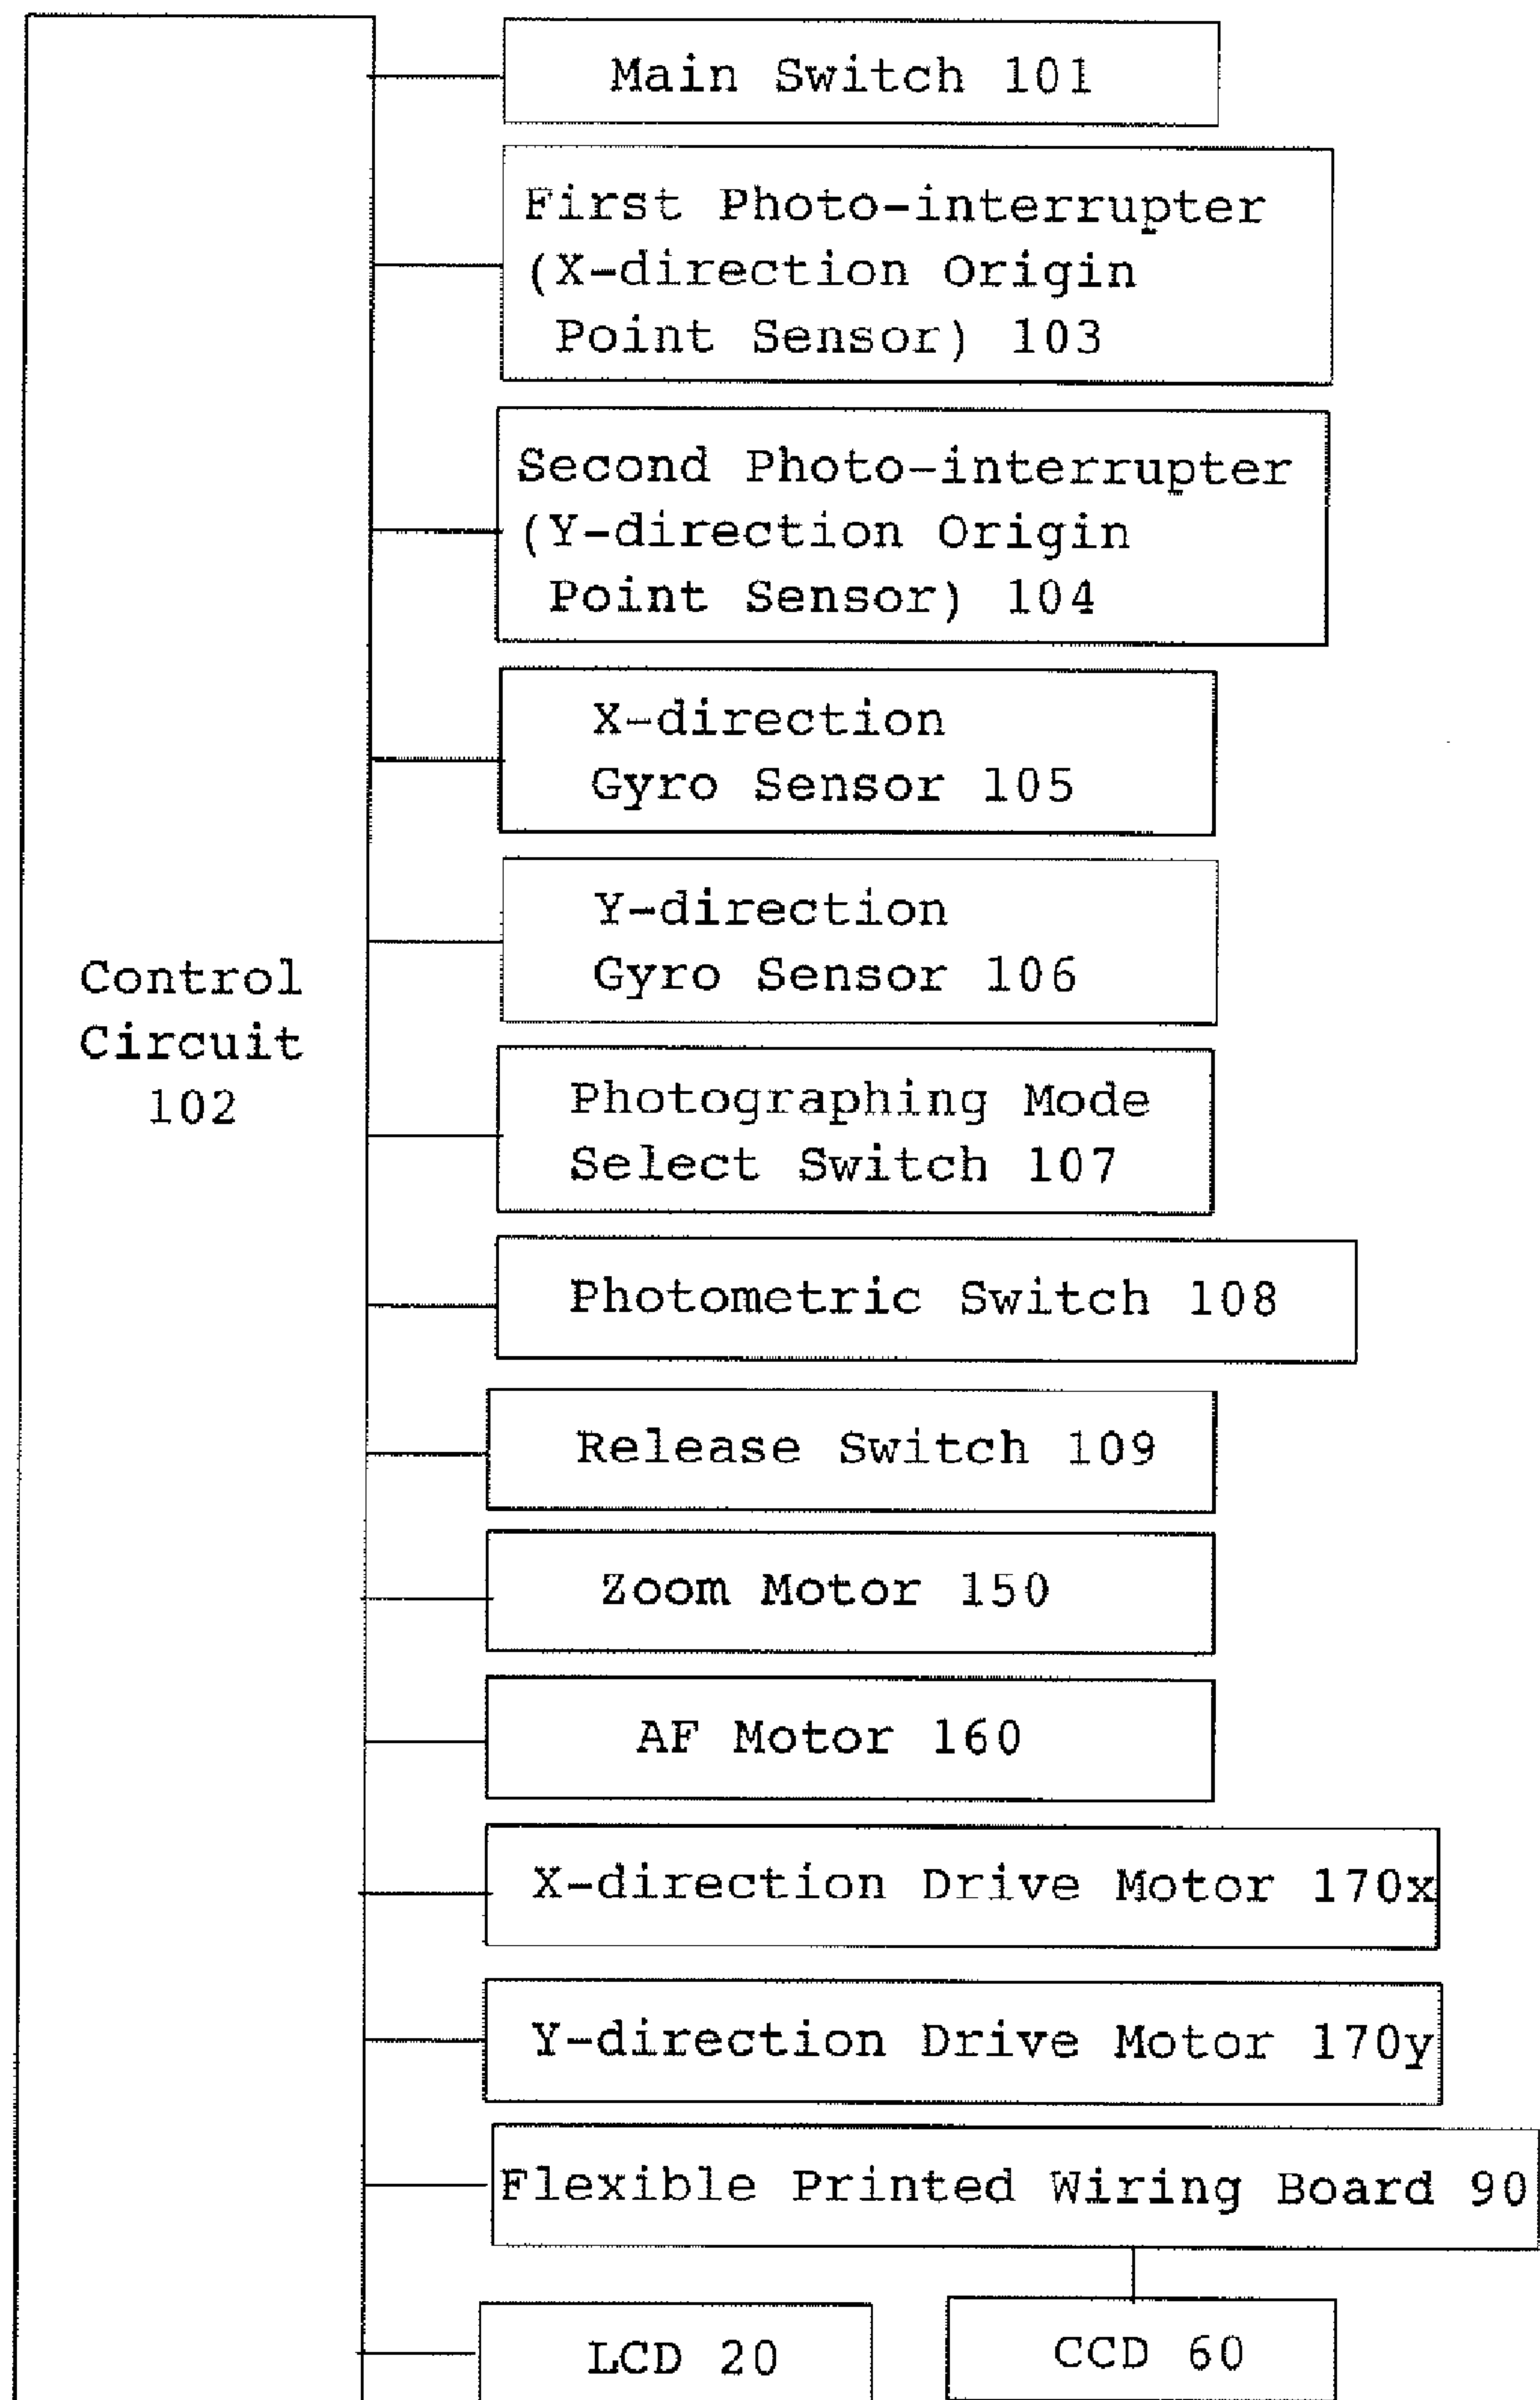 Main Switch 101
First Photo-interrupter
(X-direction Origin
Point Sensor) 103
Second Photo-interrupter
(Y-direction Origin
Point Sensor) 104
X-direction
Gyro Sensor 105
Y-direction
Gyro Sensor 106
Control
Circuit
102
Photographing Mode
Select Switch 107
Photometric Switch 108
Release Switch 109
Zoom Motor 150
AF Motor 160
X-direction Drive Motor 170x
Y-direction Drive Motor 170y
Flexible Printed Wiring Board 90
LCD 20
CCD 60